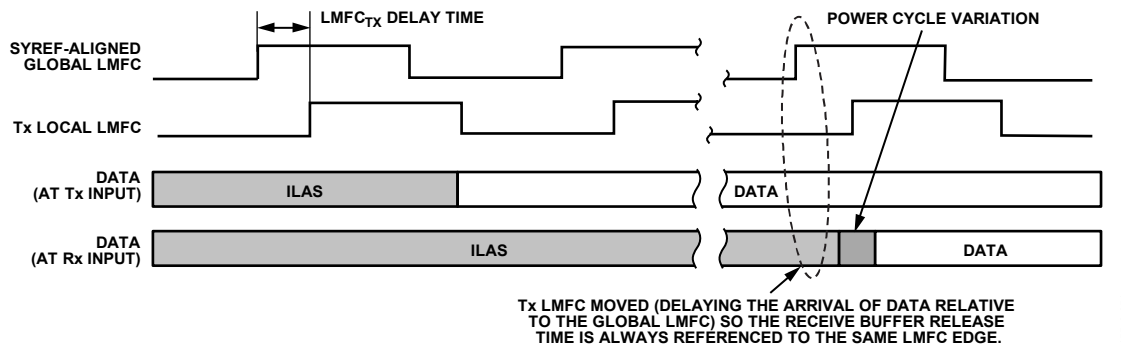 LMFCTX DELAY TIME
POWER CYCLE VARIATION
SYREF-ALIGNED
GLOBAL LMFC
Tx LOCAL LMFC
DATA
(AT Tx INPUT)
ILAS
DATA
DATA
(AT Rx INPUT)
ILAS
DATA
Tx LMFC MOVED (DELAYING THE ARRIVAL OF DATA RELATIVE
TO THE GLOBAL LMFC) SO THE RECEIVE BUFFER RELEASE
TIME IS ALWAYS REFERENCED TO THE SAME LMFC EDGE.